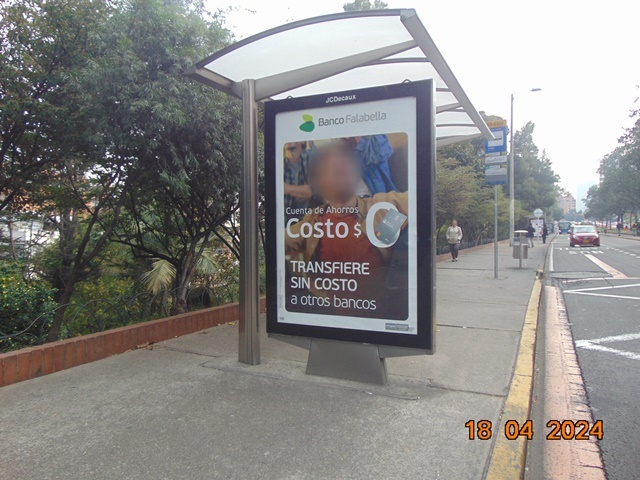 JCDecaux
Banco Falabella
Cuenta de Ahorros
Costo $0
TRANSFIERE
SIN COSTO
a otros bancos
18 04 2024